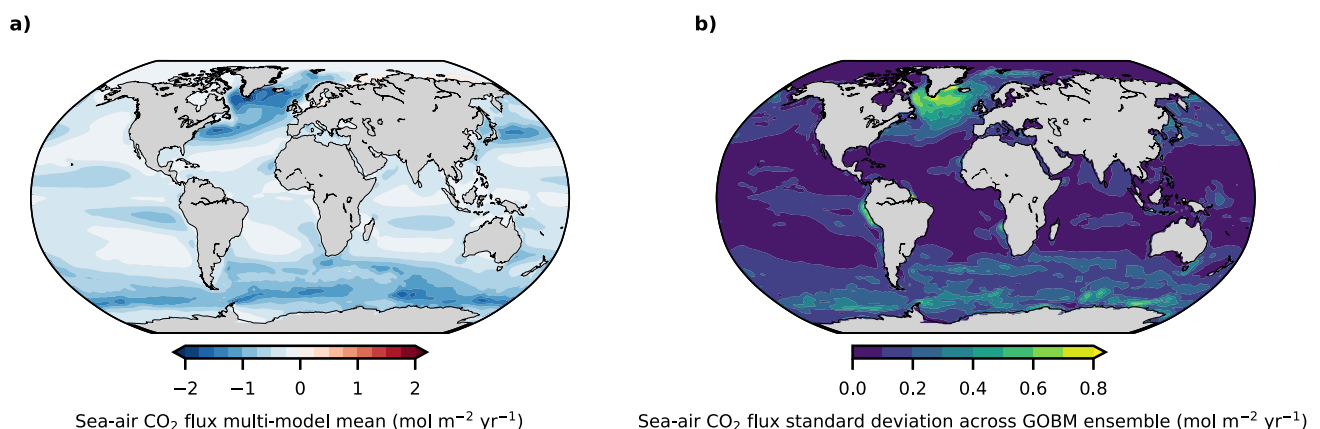 a)
b)
−2 −1 0 1 2
0.0 0.2 0.4 0.6 0.8
Sea-air CO₂ flux multi-model mean (mol m⁻² yr⁻¹)
Sea-air CO₂ flux standard deviation across GOBM ensemble (mol m⁻² yr⁻¹)